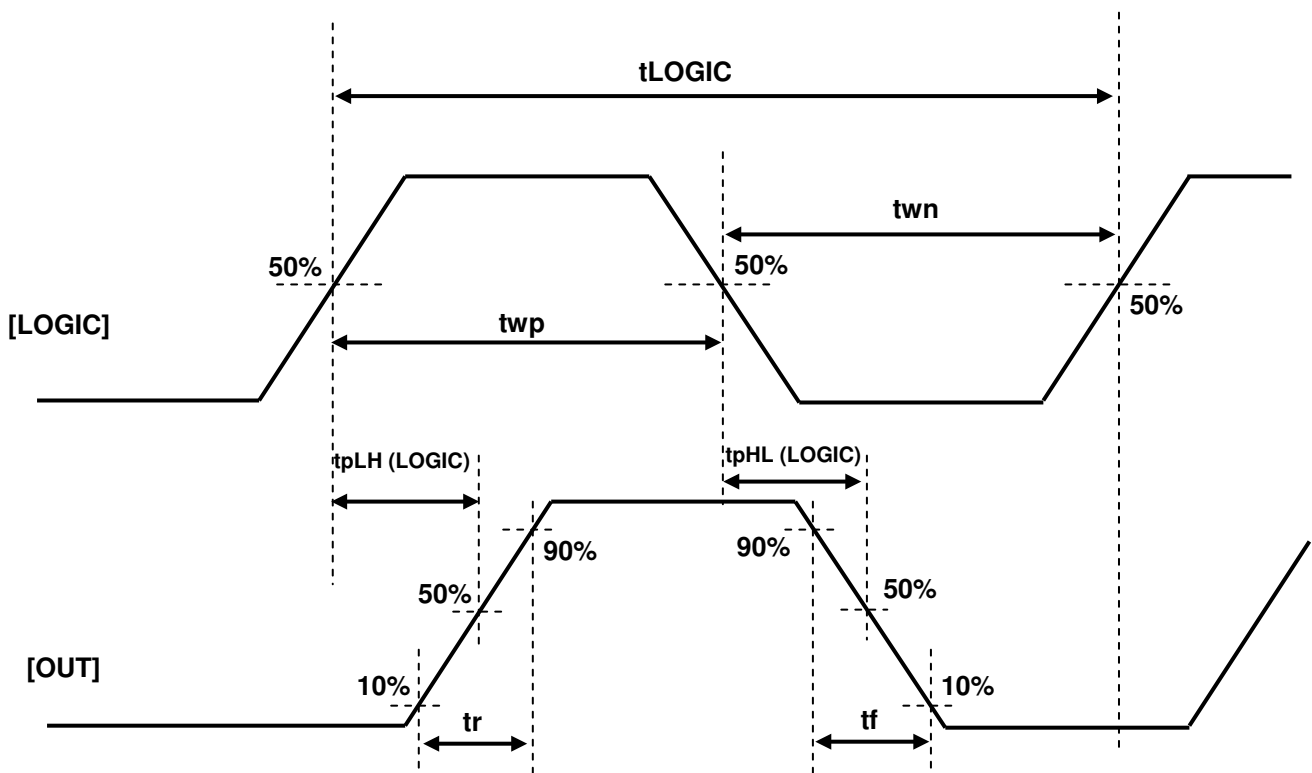 tLOGIC
twn
50%
50%
50%
[LOGIC]
twp
tpLH (LOGIC)
tpHL (LOGIC)
90%
90%
50%
50%
[OUT]
10%
10%
tr
tf